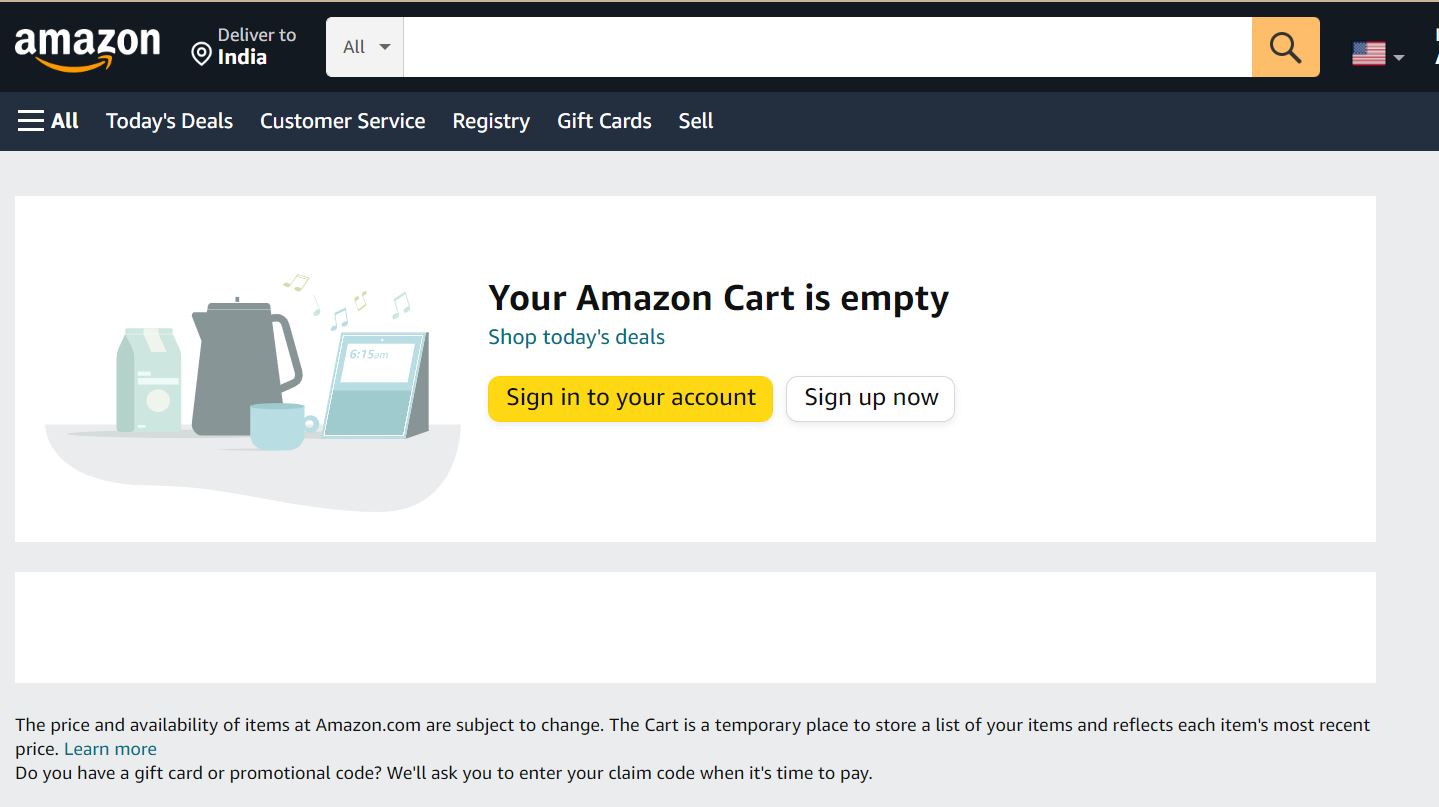 amazon
Deliver to
India
All
All
Today's Deals
Customer Service
Registry
Gift Cards
Sell
Your Amazon Cart is empty
Shop today's deals
6:15am
Sign in to your account
Sign up now
The price and availability of items at Amazon.com are subject to change. The Cart is a temporary place to store a list of your items and reflects each item's most recent
price. Learn more
Do you have a gift card or promotional code? We'll ask you to enter your claim code when it's time to pay.